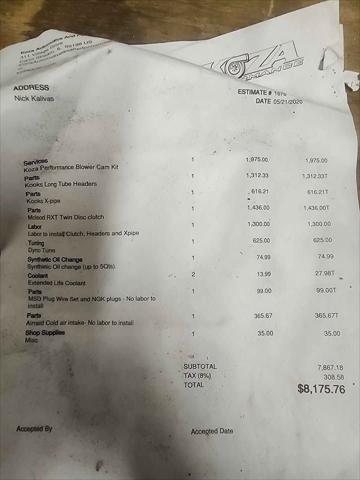 Koza Automotive And
KOZA
ADDRESS
Nick Kalivas
ESTIMATE # 1676
DATE 05/21/2020
Services 1 1,975.00 1,975.00
Koza Performance Blower Cam Kit
Parts 1 1,312.33 1,312.33T
Kooks Long Tube Headers
Parts 1 616.21 616.21T
Kooks X-pipe
Parts 1 1,436.00 1,436.00T
Mcleod RXT Twin Disc clutch
Labor 1 1,300.00 1,300.00
Labor to install Clutch, Headers and Xpipe
Tuning 1 625.00 625.00
Dyno Tune
Synthetic Oil Change 1 74.99 74.99
Synthetic Oil change (up to 5Qts).
Coolant 2 13.99 27.98T
Extended Life Coolant
Parts 1 99.00 99.00T
MSD Plug Wire Set and NGK plugs - No labor to
install
Parts 1 365.67 365.67T
Airraid Cold air intake- No labor to install
Shop Supplies 1 35.00 35.00
Misc
SUBTOTAL 7,867.18
TAX (8%) 308.58
TOTAL $8,175.76
Accepted By Accepted Date